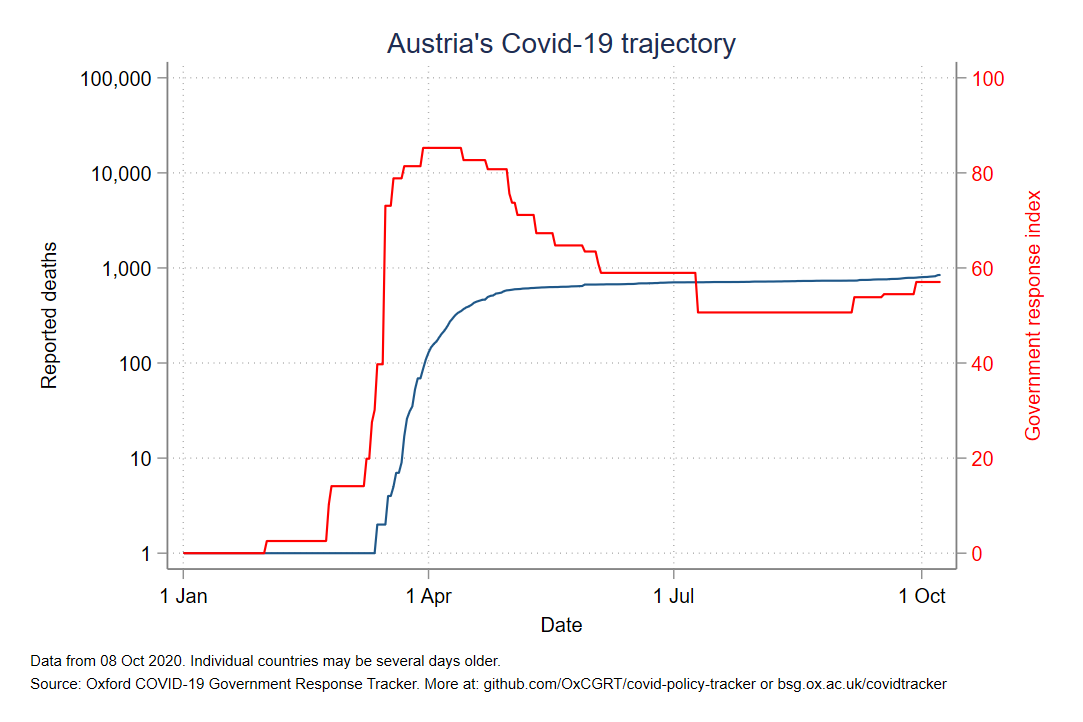 Austria's Covid-19 trajectory
100,000
10,000
1,000
100
10
1
Reported deaths
100
80
60
40
20
0
Government response index
1 Jan
1 Apr
1 Jul
1 Oct
Date
Data from 08 Oct 2020. Individual countries may be several days older.
Source: Oxford COVID-19 Government Response Tracker. More at: github.com/OxCGRT/covid-policy-tracker or bsg.ox.ac.uk/covidtracker